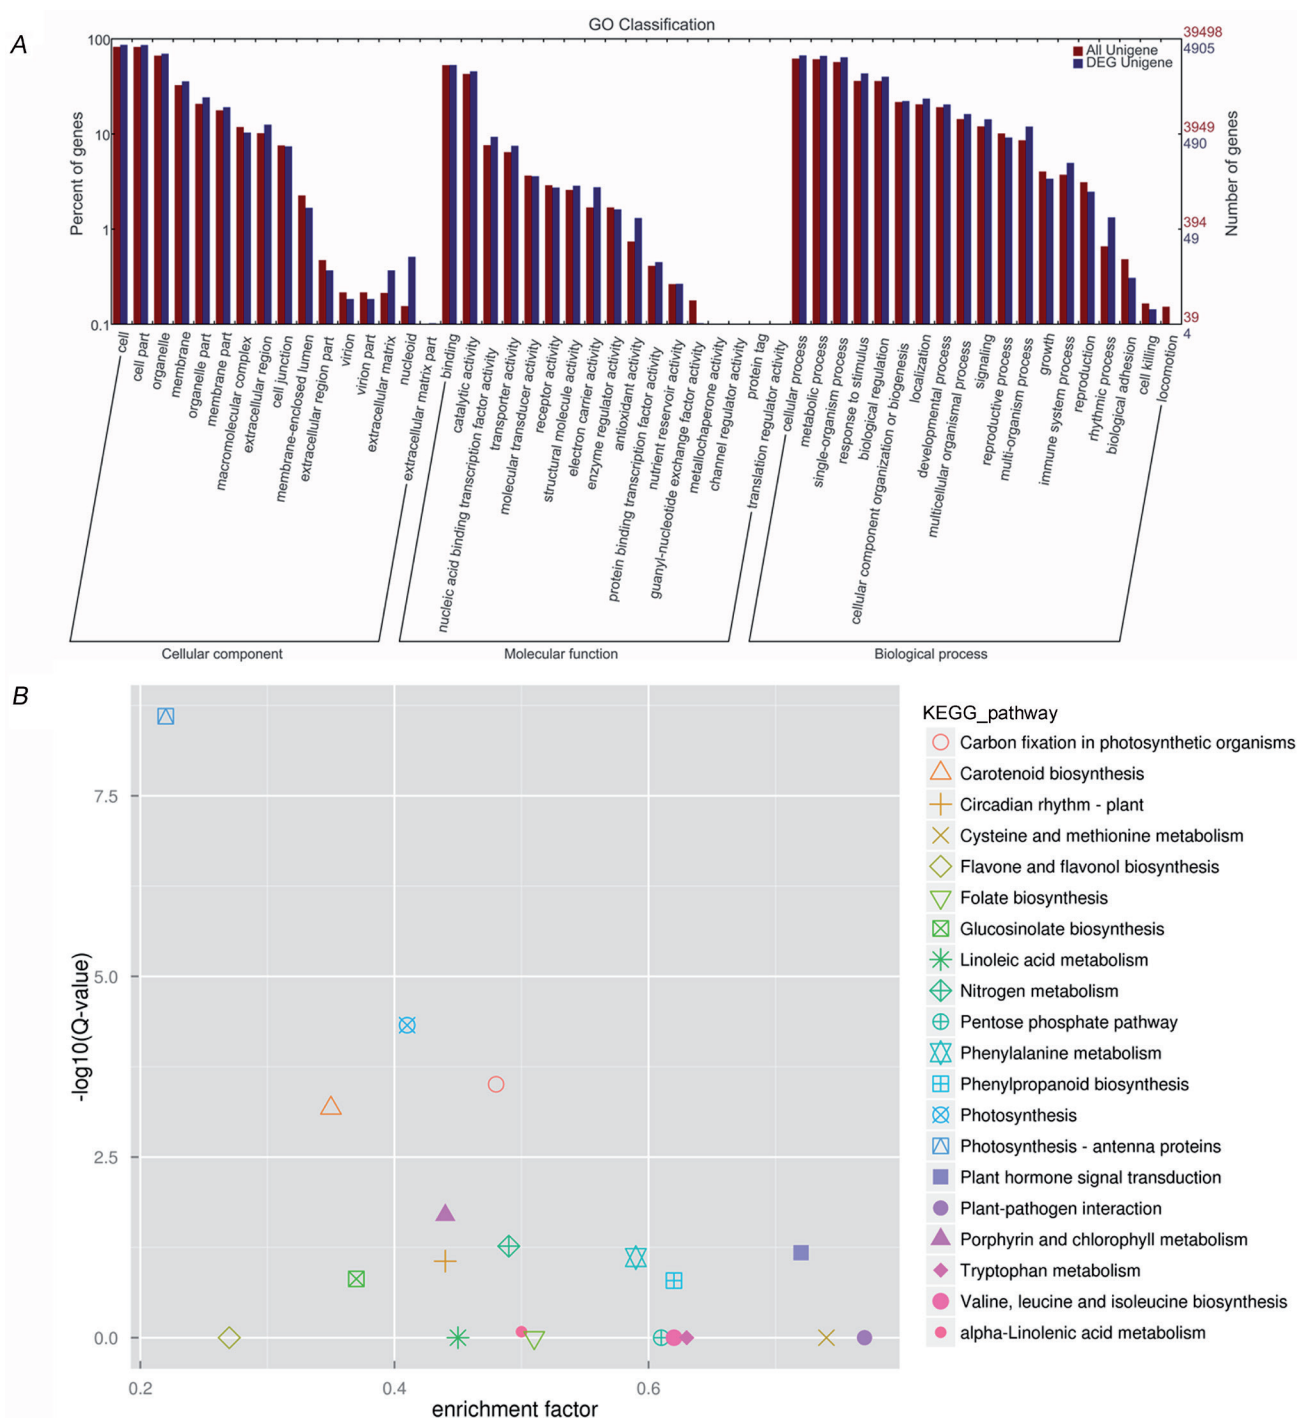 A
GO Classification
100
10
1
0.1
Percent of genes
39498
4905
3949
490
394
49
39
4
Number of genes
All Unigene
DEG Unigene
cell
cell part
organelle
membrane
organelle part
membrane part
macromolecular complex
extracellular region
cell junction
membrane-enclosed lumen
extracellular region part
virion
virion part
extracellular matrix
nucleoid
extracellular matrix part
binding
catalytic activity
nucleic acid binding transcription factor activity
transporter activity
molecular transducer activity
receptor activity
structural molecule activity
electron carrier activity
enzyme regulator activity
antioxidant activity
protein binding transcription factor activity
nutrient reservoir activity
guanyl-nucleotide exchange factor activity
metallochaperone activity
channel regulator activity
protein tag
translation regulator activity
cellular process
metabolic process
single-organism process
response to stimulus
biological regulation
cellular component organization or biogenesis
localization
developmental process
multicellular organismal process
signaling
reproductive process
multi-organism process
growth
immune system process
reproduction
rhythmic process
biological adhesion
cell killing
locomotion
Cellular component
Molecular function
Biological process
B
7.5
5.0
2.5
0.0
-log10(Q-value)
0.2
0.4
0.6
enrichment factor
KEGG_pathway
Carbon fixation in photosynthetic organisms
Carotenoid biosynthesis
Circadian rhythm - plant
Cysteine and methionine metabolism
Flavone and flavonol biosynthesis
Folate biosynthesis
Glucosinolate biosynthesis
Linoleic acid metabolism
Nitrogen metabolism
Pentose phosphate pathway
Phenylalanine metabolism
Phenylpropanoid biosynthesis
Photosynthesis
Photosynthesis - antenna proteins
Plant hormone signal transduction
Plant-pathogen interaction
Porphyrin and chlorophyll metabolism
Tryptophan metabolism
Valine, leucine and isoleucine biosynthesis
alpha-Linolenic acid metabolism